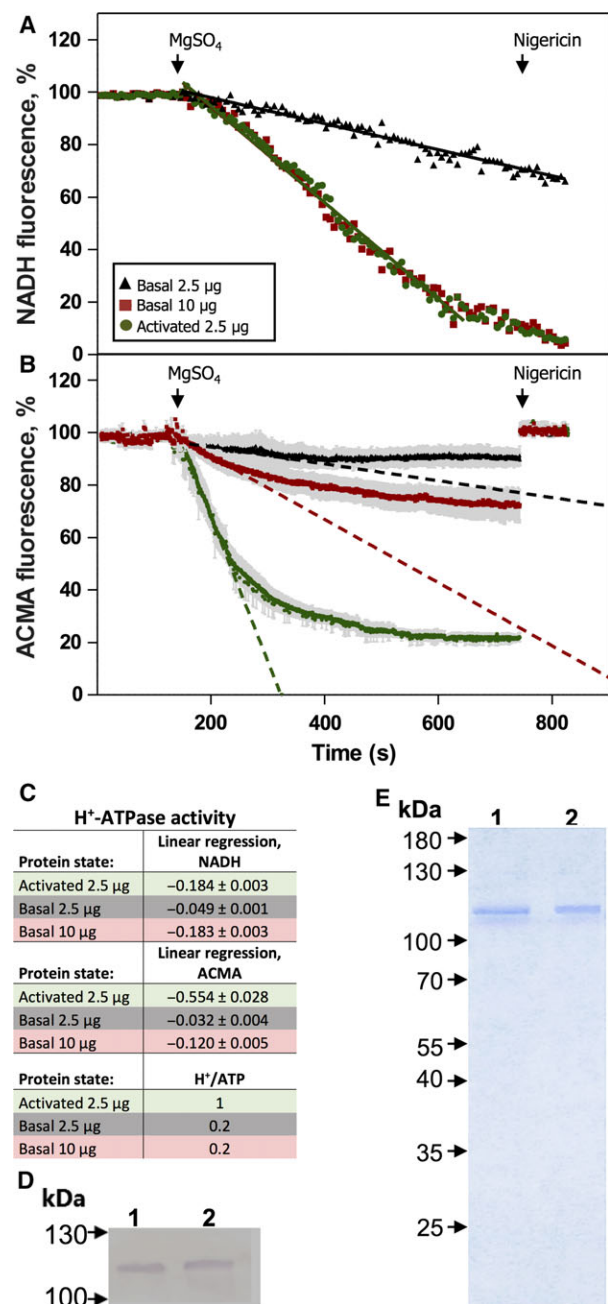 A
MgSO4
Nigericin
120
100
80
60
40
20
0
NADH fluorescence, %
Basal 2.5 µg
Basal 10 µg
Activated 2.5 µg
B
MgSO4
Nigericin
120
100
80
60
40
20
0
ACMA fluorescence, %
200 400 600 800
Time (s)
C
H+-ATPase activity
Protein state: Linear regression, NADH
Activated 2.5 µg −0.184 ± 0.003
Basal 2.5 µg −0.049 ± 0.001
Basal 10 µg −0.183 ± 0.003
Protein state: Linear regression, ACMA
Activated 2.5 µg −0.554 ± 0.028
Basal 2.5 µg −0.032 ± 0.004
Basal 10 µg −0.120 ± 0.005
Protein state: H+/ATP
Activated 2.5 µg 1
Basal 2.5 µg 0.2
Basal 10 µg 0.2
D
kDa
1 2
130
100
E
kDa
1 2
180
130
100
70
55
40
35
25